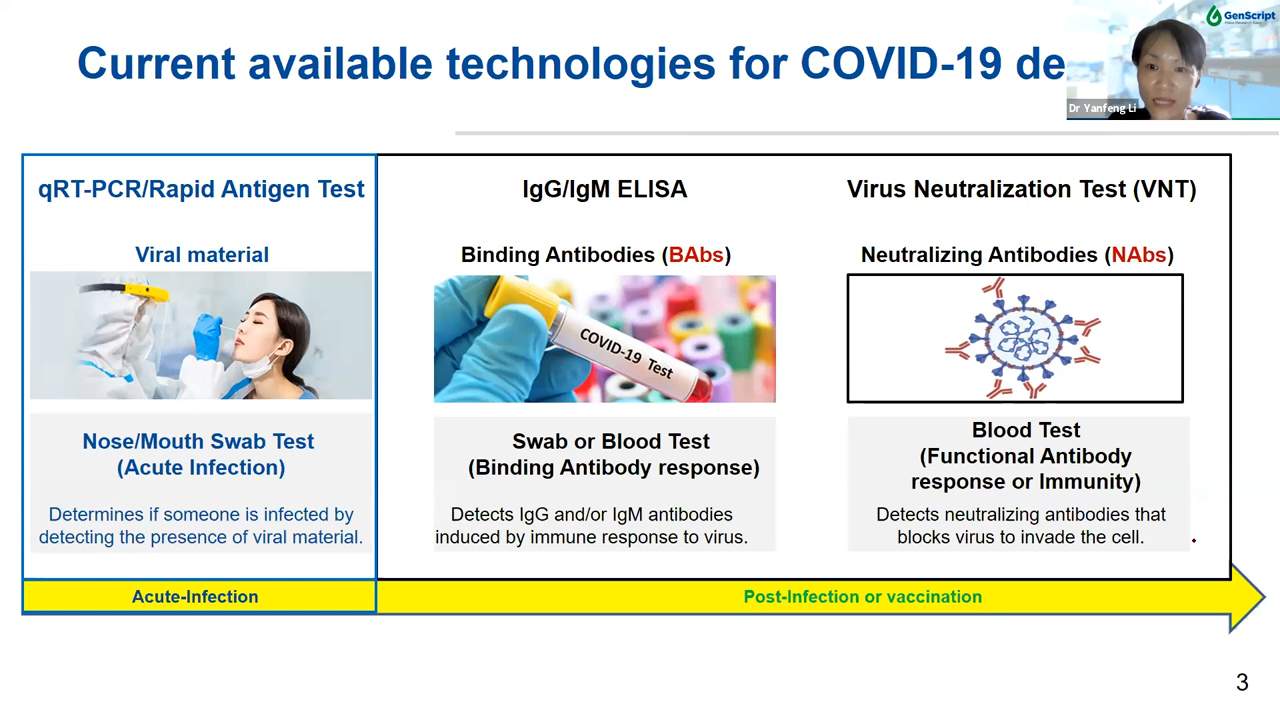 GenScript
Make Research Easy
Current available technologies for COVID-19 de
Dr Yanfeng Li
qRT-PCR/Rapid Antigen Test
Viral material
Nose/Mouth Swab Test
(Acute Infection)
Determines if someone is infected by
detecting the presence of viral material.
IgG/IgM ELISA
Binding Antibodies (BAbs)
COVID-19 Test
Swab or Blood Test
(Binding Antibody response)
Detects IgG and/or IgM antibodies
induced by immune response to virus.
Virus Neutralization Test (VNT)
Neutralizing Antibodies (NAbs)
Blood Test
(Functional Antibody
response or Immunity)
Detects neutralizing antibodies that
blocks virus to invade the cell.
Acute-Infection
Post-Infection or vaccination
3